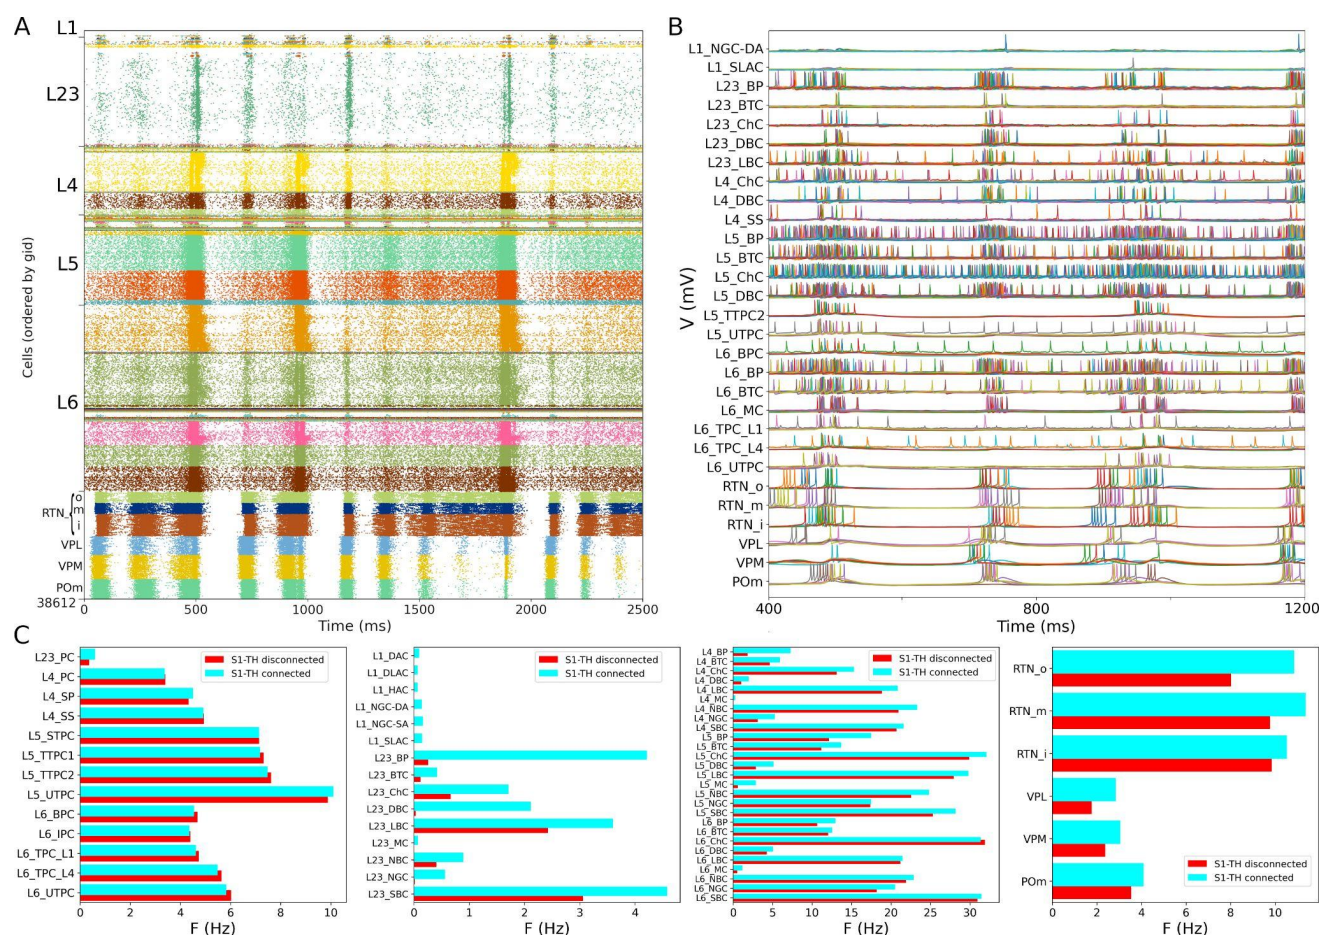 A
L1
L23
L4
L5
L6
Cells (ordered by gid)
RTN
o
m
i
VPL
VPM
POm
38612
0 500 1000 1500 2000 2500
Time (ms)
B
V (mV)
L1_NGC-DA
L1_SLAC
L23_BP
L23_BTC
L23_ChC
L23_DBC
L23_LBC
L4_ChC
L4_DBC
L4_SS
L5_BP
L5_BTC
L5_ChC
L5_DBC
L5_TTPC2
L5_UTPC
L6_BPC
L6_BP
L6_BTC
L6_MC
L6_TPC_L1
L6_TPC_L4
L6_UTPC
RTN_o
RTN_m
RTN_i
VPL
VPM
POm
400 800 1200
Time (ms)
C
L23_PC
L4_PC
L4_SP
L4_SS
L5_STPC
L5_TTPC1
L5_TTPC2
L5_UTPC
L6_BPC
L6_IPC
L6_TPC_L1
L6_TPC_L4
L6_UTPC
S1-TH disconnected
S1-TH connected
0 2 4 6 8 10
F (Hz)
L1_DAC
L1_DLAC
L1_HAC
L1_NGC-DA
L1_NGC-SA
L1_SLAC
L23_BP
L23_BTC
L23_ChC
L23_DBC
L23_LBC
L23_MC
L23_NBC
L23_NGC
L23_SBC
S1-TH disconnected
S1-TH connected
0 1 2 3 4
F (Hz)
L4_BP
L4_BTC
L4_ChC
L4_DBC
L4_LBC
L4_MC
L4_NBC
L4_NGC
L4_SBC
L5_BP
L5_BTC
L5_ChC
L5_DBC
L5_LBC
L5_MC
L5_NBC
L5_NGC
L5_SBC
L6_BP
L6_BTC
L6_ChC
L6_DBC
L6_LBC
L6_MC
L6_NBC
L6_NGC
L6_SBC
S1-TH disconnected
S1-TH connected
0 5 10 15 20 25 30
F (Hz)
RTN_o
RTN_m
RTN_i
VPL
VPM
POm
S1-TH disconnected
S1-TH connected
0 2 4 6 8 10
F (Hz)